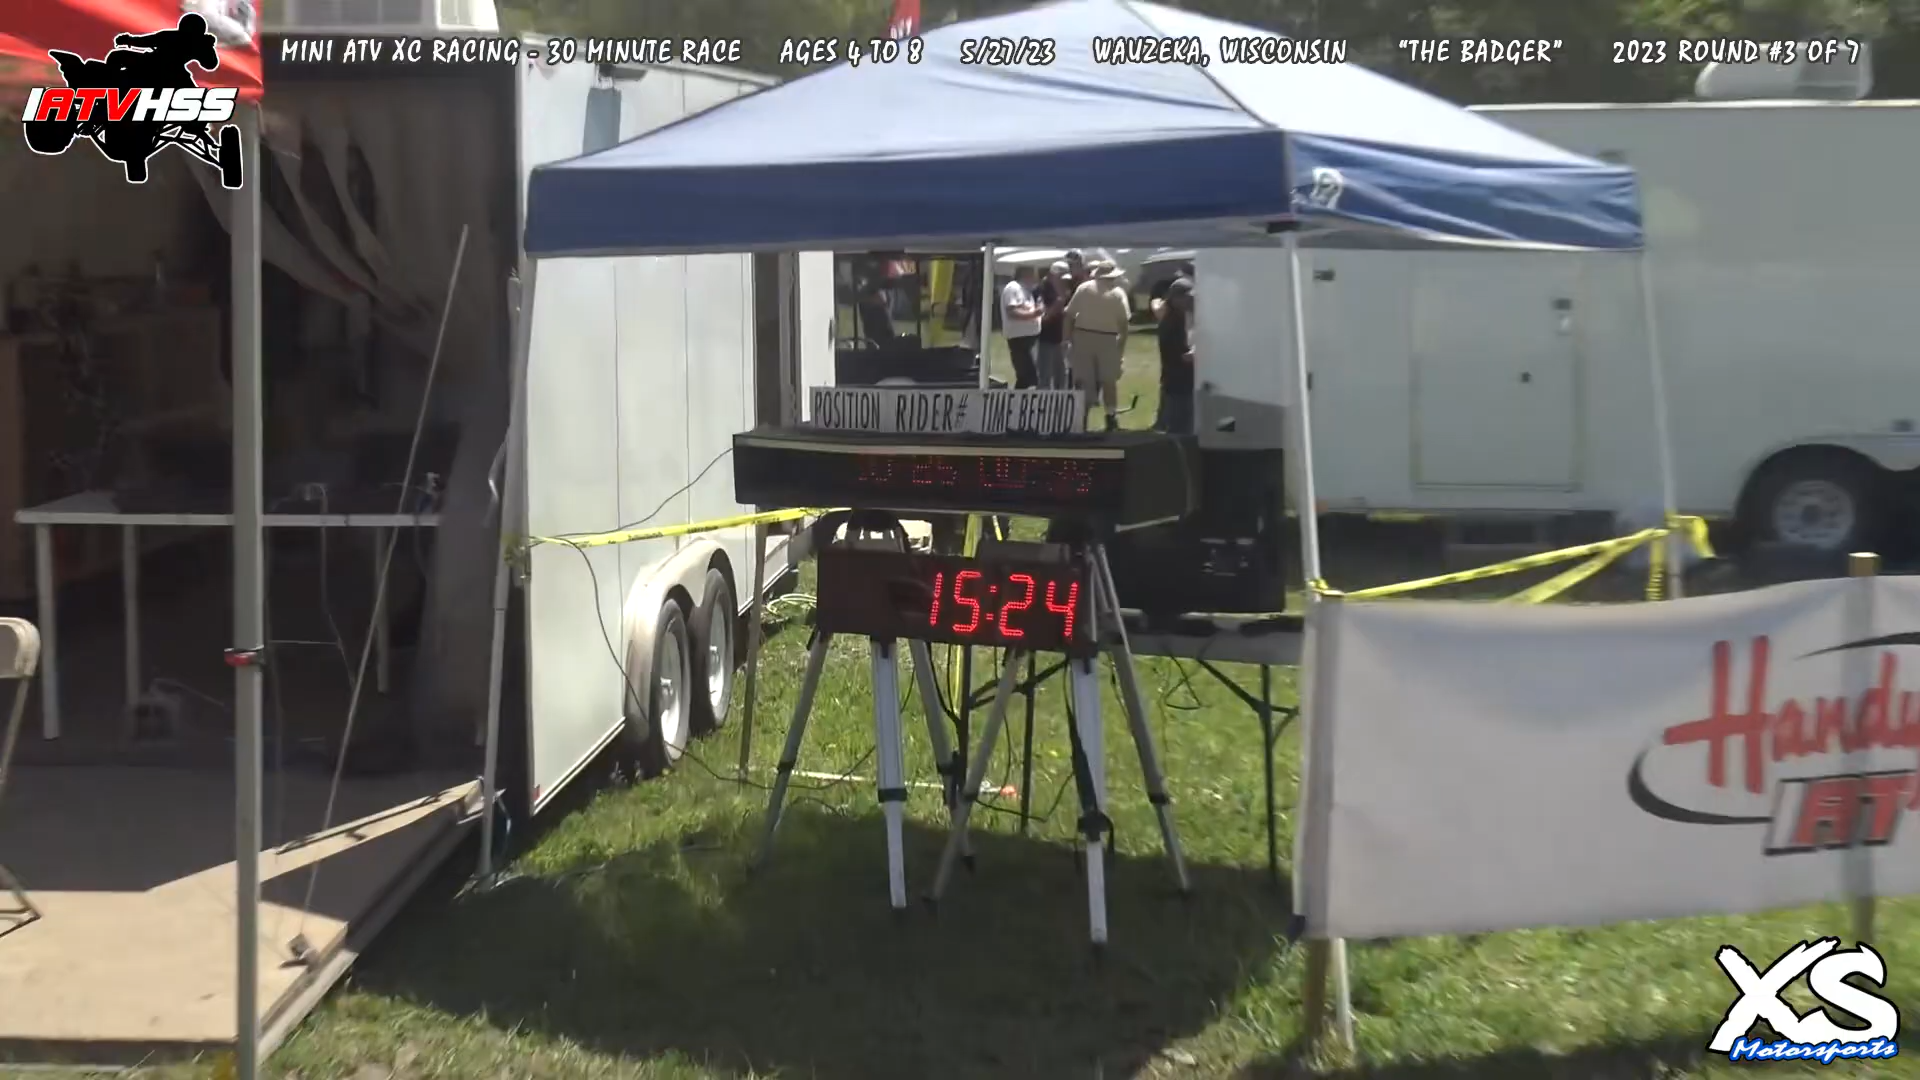 MINI ATV XC RACING - 30 MINUTE RACE AGES 4 TO 8 5/27/23 WAUZEKA, WISCONSIN "THE BADGER" 2023 ROUND #3 OF 7
IATVHSS
POSITION RIDER# TIME BEHIND
15:24
Handy
XS
Motorsports